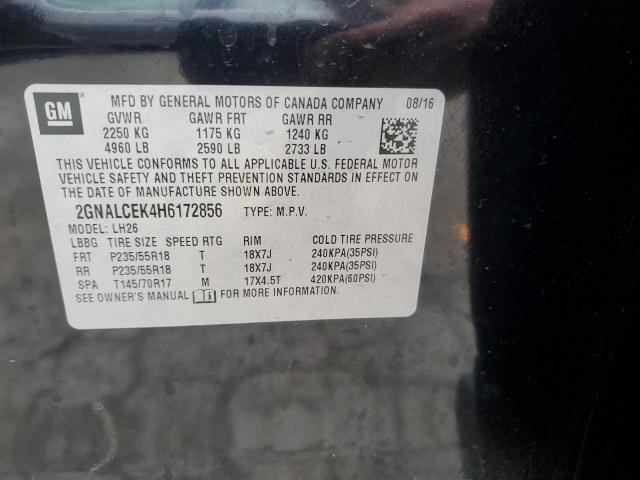 GM
MFD BY GENERAL MOTORS OF CANADA COMPANY 08/16
GVWR GAWR FRT GAWR RR
2250 KG 1175 KG 1240 KG
4960 LB 2590 LB 2733 LB
THIS VEHICLE CONFORMS TO ALL APPLICABLE U.S. FEDERAL MOTOR
VEHICLE SAFETY AND THEFT PREVENTION STANDARDS IN EFFECT ON
THE DATE OF MANUFACTURE SHOWN ABOVE.
2GNALCEK4H6172856 TYPE: M.P.V.
MODEL: LH26
LBBG TIRE SIZE SPEED RTG RIM COLD TIRE PRESSURE
FRT P235/55R18 T 18X7J 240KPA(35PSI)
RR P235/55R18 T 18X7J 240KPA(35PSI)
SPA T145/70R17 M 17X4.5T 420KPA(60PSI)
SEE OWNER'S MANUAL FOR MORE INFORMATION.